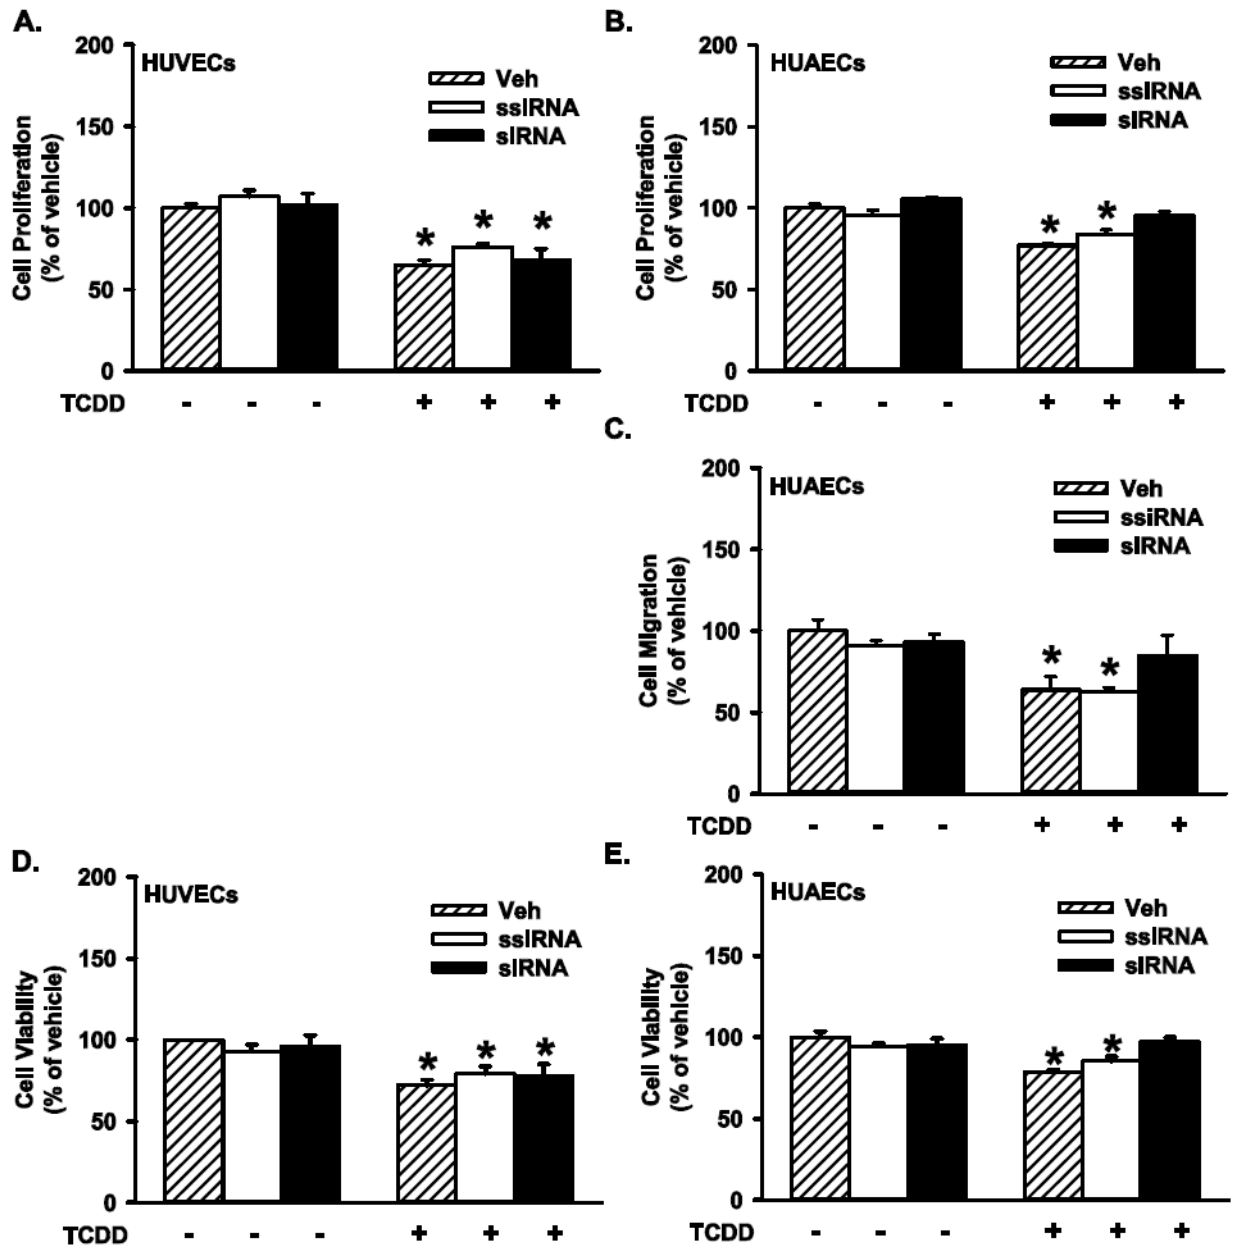 A.
200
150
100
50
0
Cell Proliferation
(% of vehicle)
HUVECs
Veh
ssIRNA
sIRNA
*
*
*
TCDD - - - + + +
B.
200
150
100
50
0
Cell Proliferation
(% of vehicle)
HUAECs
Veh
ssIRNA
sIRNA
*
*
TCDD - - - + + +
C.
200
150
100
50
0
Cell Migration
(% of vehicle)
HUAECs
Veh
ssiRNA
sIRNA
*
*
TCDD - - - + + +
D.
200
150
100
50
0
Cell Viability
(% of vehicle)
HUVECs
Veh
ssIRNA
sIRNA
*
*
*
TCDD - - - + + +
E.
200
150
100
50
0
Cell Viability
(% of vehicle)
HUAECs
Veh
ssIRNA
sIRNA
*
*
TCDD - - - + + +